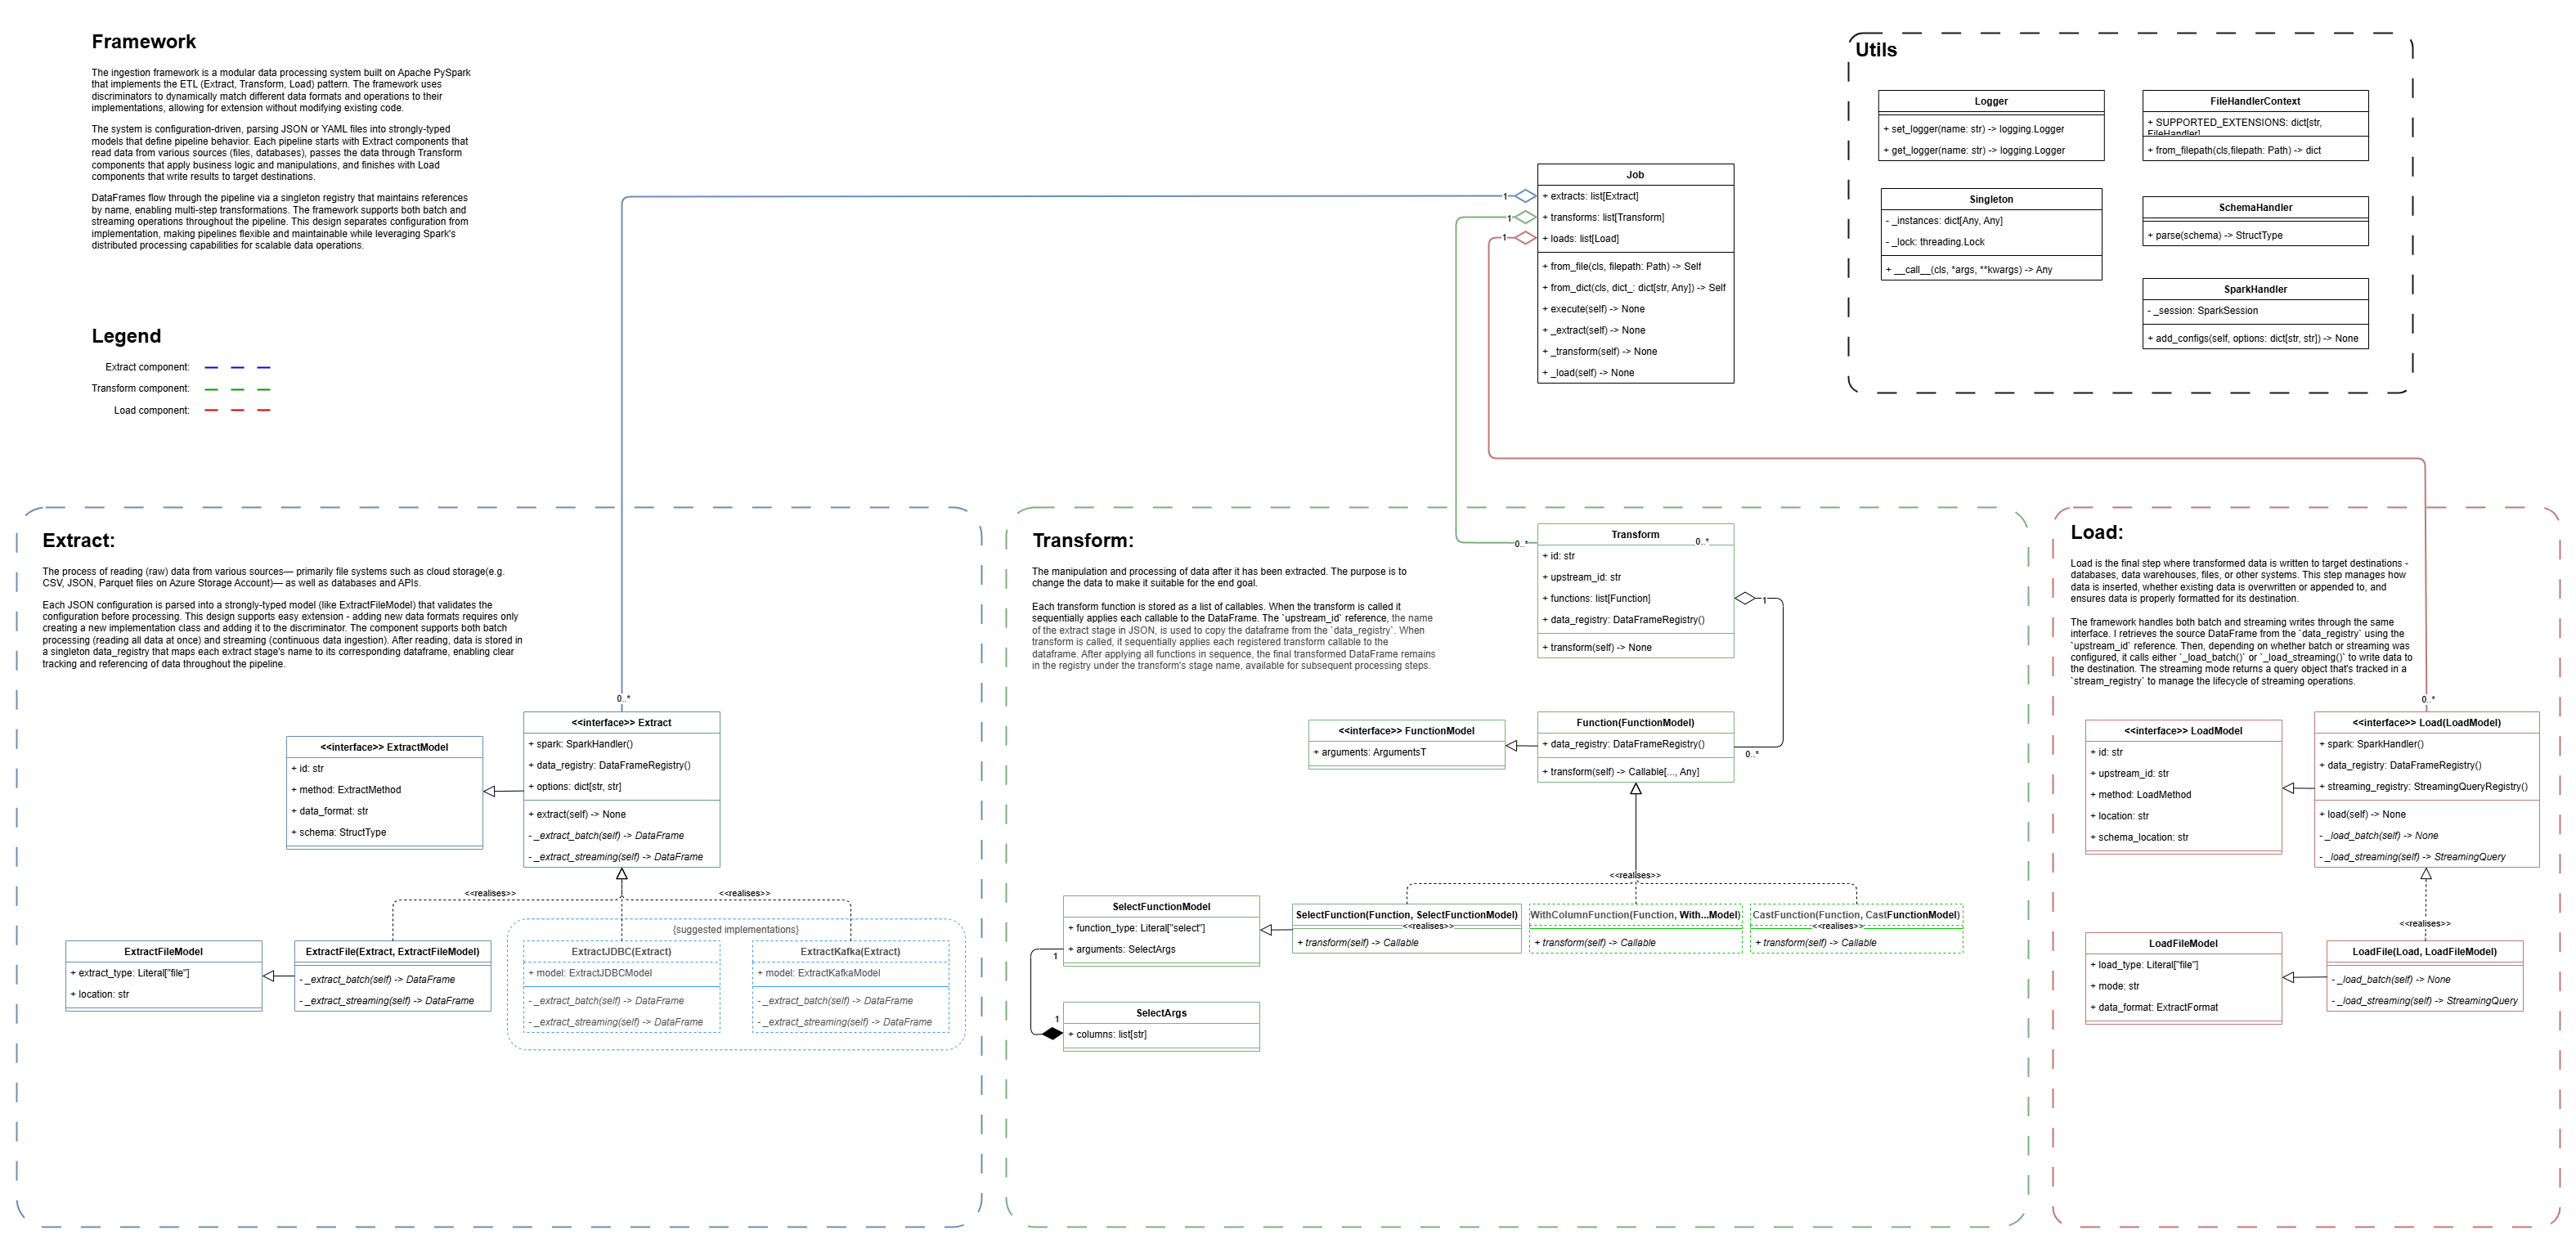 Framework
The ingestion framework is a modular data processing system built on Apache PySpark
that implements the ETL (Extract, Transform, Load) pattern. The framework uses
discriminators to dynamically match different data formats and operations to their
implementations, allowing for extension without modifying existing code.
The system is configuration-driven, parsing JSON or YAML files into strongly-typed
models that define pipeline behavior. Each pipeline starts with Extract components that
read data from various sources (files, databases), passes the data through Transform
components that apply business logic and manipulations, and finishes with Load
components that write results to target destinations.
DataFrames flow through the pipeline via a singleton registry that maintains references
by name, enabling multi-step transformations. The framework supports both batch and
streaming operations throughout the pipeline. This design separates configuration from
implementation, making pipelines flexible and maintainable while leveraging Spark's
distributed processing capabilities for scalable data operations.
Legend
Extract component:
Transform component:
Load component:
Job
+ extracts: list[Extract]
+ transforms: list[Transform]
+ loads: list[Load]
+ from_file(cls, filepath: Path) -> Self
+ from_dict(cls, dict_: dict[str, Any]) -> Self
+ execute(self) -> None
+ _extract(self) -> None
+ _transform(self) -> None
+ _load(self) -> None
1
1
1
Utils
Logger
+ set_logger(name: str) -> logging.Logger
+ get_logger(name: str) -> logging.Logger
FileHandlerContext
+ SUPPORTED_EXTENSIONS: dict[str,
FileHandler]
+ from_filepath(cls,filepath: Path) -> dict
Singleton
- _instances: dict[Any, Any]
- _lock: threading.Lock
+ __call__(cls, *args, **kwargs) -> Any
SchemaHandler
+ parse(schema) -> StructType
SparkHandler
- _session: SparkSession
+ add_configs(self, options: dict[str, str]) -> None
Extract:
The process of reading (raw) data from various sources— primarily file systems such as cloud storage(e.g.
CSV, JSON, Parquet files on Azure Storage Account)— as well as databases and APIs.
Each JSON configuration is parsed into a strongly-typed model (like ExtractFileModel) that validates the
configuration before processing. This design supports easy extension - adding new data formats requires only
creating a new implementation class and adding it to the discriminator. The component supports both batch
processing (reading all data at once) and streaming (continuous data ingestion). After reading, data is stored in
a singleton data_registry that maps each extract stage's name to its corresponding dataframe, enabling clear
tracking and referencing of data throughout the pipeline.
0..*
<<interface>> ExtractModel
+ id: str
+ method: ExtractMethod
+ data_format: str
+ schema: StructType
<<interface>> Extract
+ spark: SparkHandler()
+ data_registry: DataFrameRegistry()
+ options: dict[str, str]
+ extract(self) -> None
- _extract_batch(self) -> DataFrame
- _extract_streaming(self) -> DataFrame
<<realises>>
<<realises>>
ExtractFileModel
+ extract_type: Literal["file"]
+ location: str
ExtractFile(Extract, ExtractFileModel)
- _extract_batch(self) -> DataFrame
- _extract_streaming(self) -> DataFrame
{suggested implementations}
ExtractJDBC(Extract)
+ model: ExtractJDBCModel
- _extract_batch(self) -> DataFrame
- _extract_streaming(self) -> DataFrame
ExtractKafka(Extract)
+ model: ExtractKafkaModel
- _extract_batch(self) -> DataFrame
- _extract_streaming(self) -> DataFrame
Transform:
The manipulation and processing of data after it has been extracted. The purpose is to
change the data to make it suitable for the end goal.
Each transform function is stored as a list of callables. When the transform is called it
sequentially applies each callable to the DataFrame. The `upstream_id` reference, the name
of the extract stage in JSON, is used to copy the dataframe from the `data_registry`. When
transform is called, it sequentially applies each registered transform callable to the
dataframe. After applying all functions in sequence, the final transformed DataFrame remains
in the registry under the transform's stage name, available for subsequent processing steps.
0..*
Transform
0..*
+ id: str
+ upstream_id: str
+ functions: list[Function]
+ data_registry: DataFrameRegistry()
+ transform(self) -> None
1
<<interface>> FunctionModel
+ arguments: ArgumentsT
Function(FunctionModel)
+ data_registry: DataFrameRegistry()
+ transform(self) -> Callable[..., Any]
0..*
<<realises>>
SelectFunctionModel
+ function_type: Literal["select"]
+ arguments: SelectArgs
1
SelectFunction(Function, SelectFunctionModel)
<<realises>>
+ transform(self) -> Callable
WithColumnFunction(Function, With...Model)
+ transform(self) -> Callable
CastFunction(Function, CastFunctionModel)
<<realises>>
+ transform(self) -> Callable
1
SelectArgs
+ columns: list[str]
Load:
Load is the final step where transformed data is written to target destinations -
databases, data warehouses, files, or other systems. This step manages how
data is inserted, whether existing data is overwritten or appended to, and
ensures data is properly formatted for its destination.
The framework handles both batch and streaming writes through the same
interface. I retrieves the source DataFrame from the `data_registry` using the
`upstream_id` reference. Then, depending on whether batch or streaming was
configured, it calls either `_load_batch()` or `_load_streaming()` to write data to
the destination. The streaming mode returns a query object that's tracked in a
`stream_registry` to manage the lifecycle of streaming operations.
0..*
<<interface>> LoadModel
+ id: str
+ upstream_id: str
+ method: LoadMethod
+ location: str
+ schema_location: str
<<interface>> Load(LoadModel)
+ spark: SparkHandler()
+ data_registry: DataFrameRegistry()
+ streaming_registry: StreamingQueryRegistry()
+ load(self) -> None
- _load_batch(self) -> None
- _load_streaming(self) -> StreamingQuery
<<realises>>
LoadFileModel
+ load_type: Literal["file"]
+ mode: str
+ data_format: ExtractFormat
LoadFile(Load, LoadFileModel)
- _load_batch(self) -> None
- _load_streaming(self) -> StreamingQuery